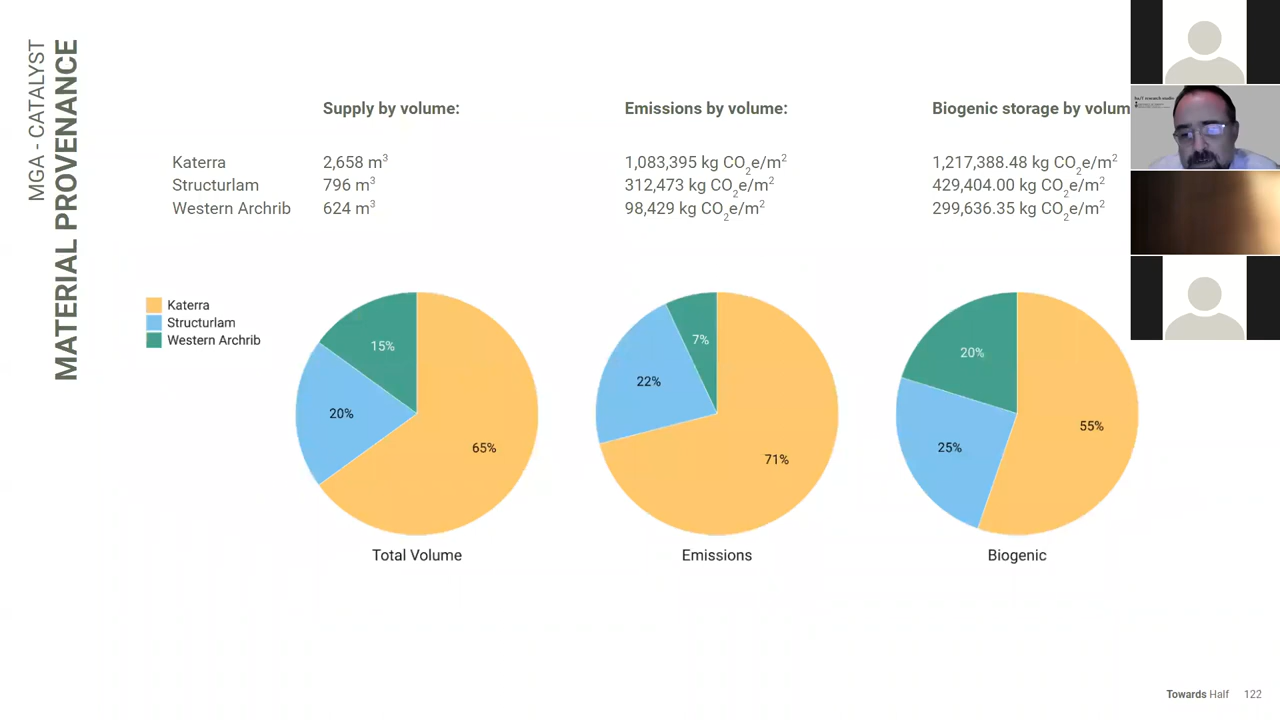 MGA - CATALYST
MATERIAL PROVENANCE
Supply by volume:
Emissions by volume:
Biogenic storage by volum
Katerra 2,658 m³ 1,083,395 kg CO₂e/m² 1,217,388.48 kg CO₂e/m²
Structurlam 796 m³ 312,473 kg CO₂e/m² 429,404.00 kg CO₂e/m²
Western Archrib 624 m³ 98,429 kg CO₂e/m² 299,636.35 kg CO₂e/m²
Katerra
Structurlam
Western Archrib
15%
20%
65%
Total Volume
7%
22%
71%
Emissions
20%
25%
55%
Biogenic
Towards Half 122